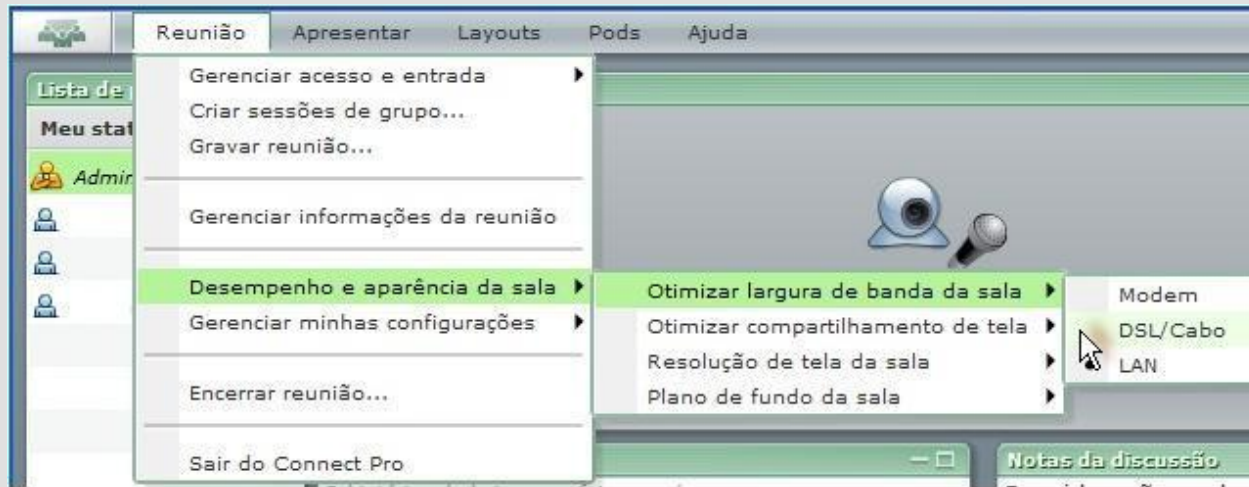 Reunião Apresentar Layouts Pods Ajuda
Lista de
Meu stat
Admin
Gerenciar acesso e entrada
Criar sessões de grupo...
Gravar reunião...
Gerenciar informações da reunião
Desempenho e aparência da sala
Gerenciar minhas configurações
Encerrar reunião...
Sair do Connect Pro
Otimizar largura de banda da sala
Otimizar compartilhamento de tela
Resolução de tela da sala
Plano de fundo da sala
Modem
DSL/Cabo
LAN
Notas da discussão